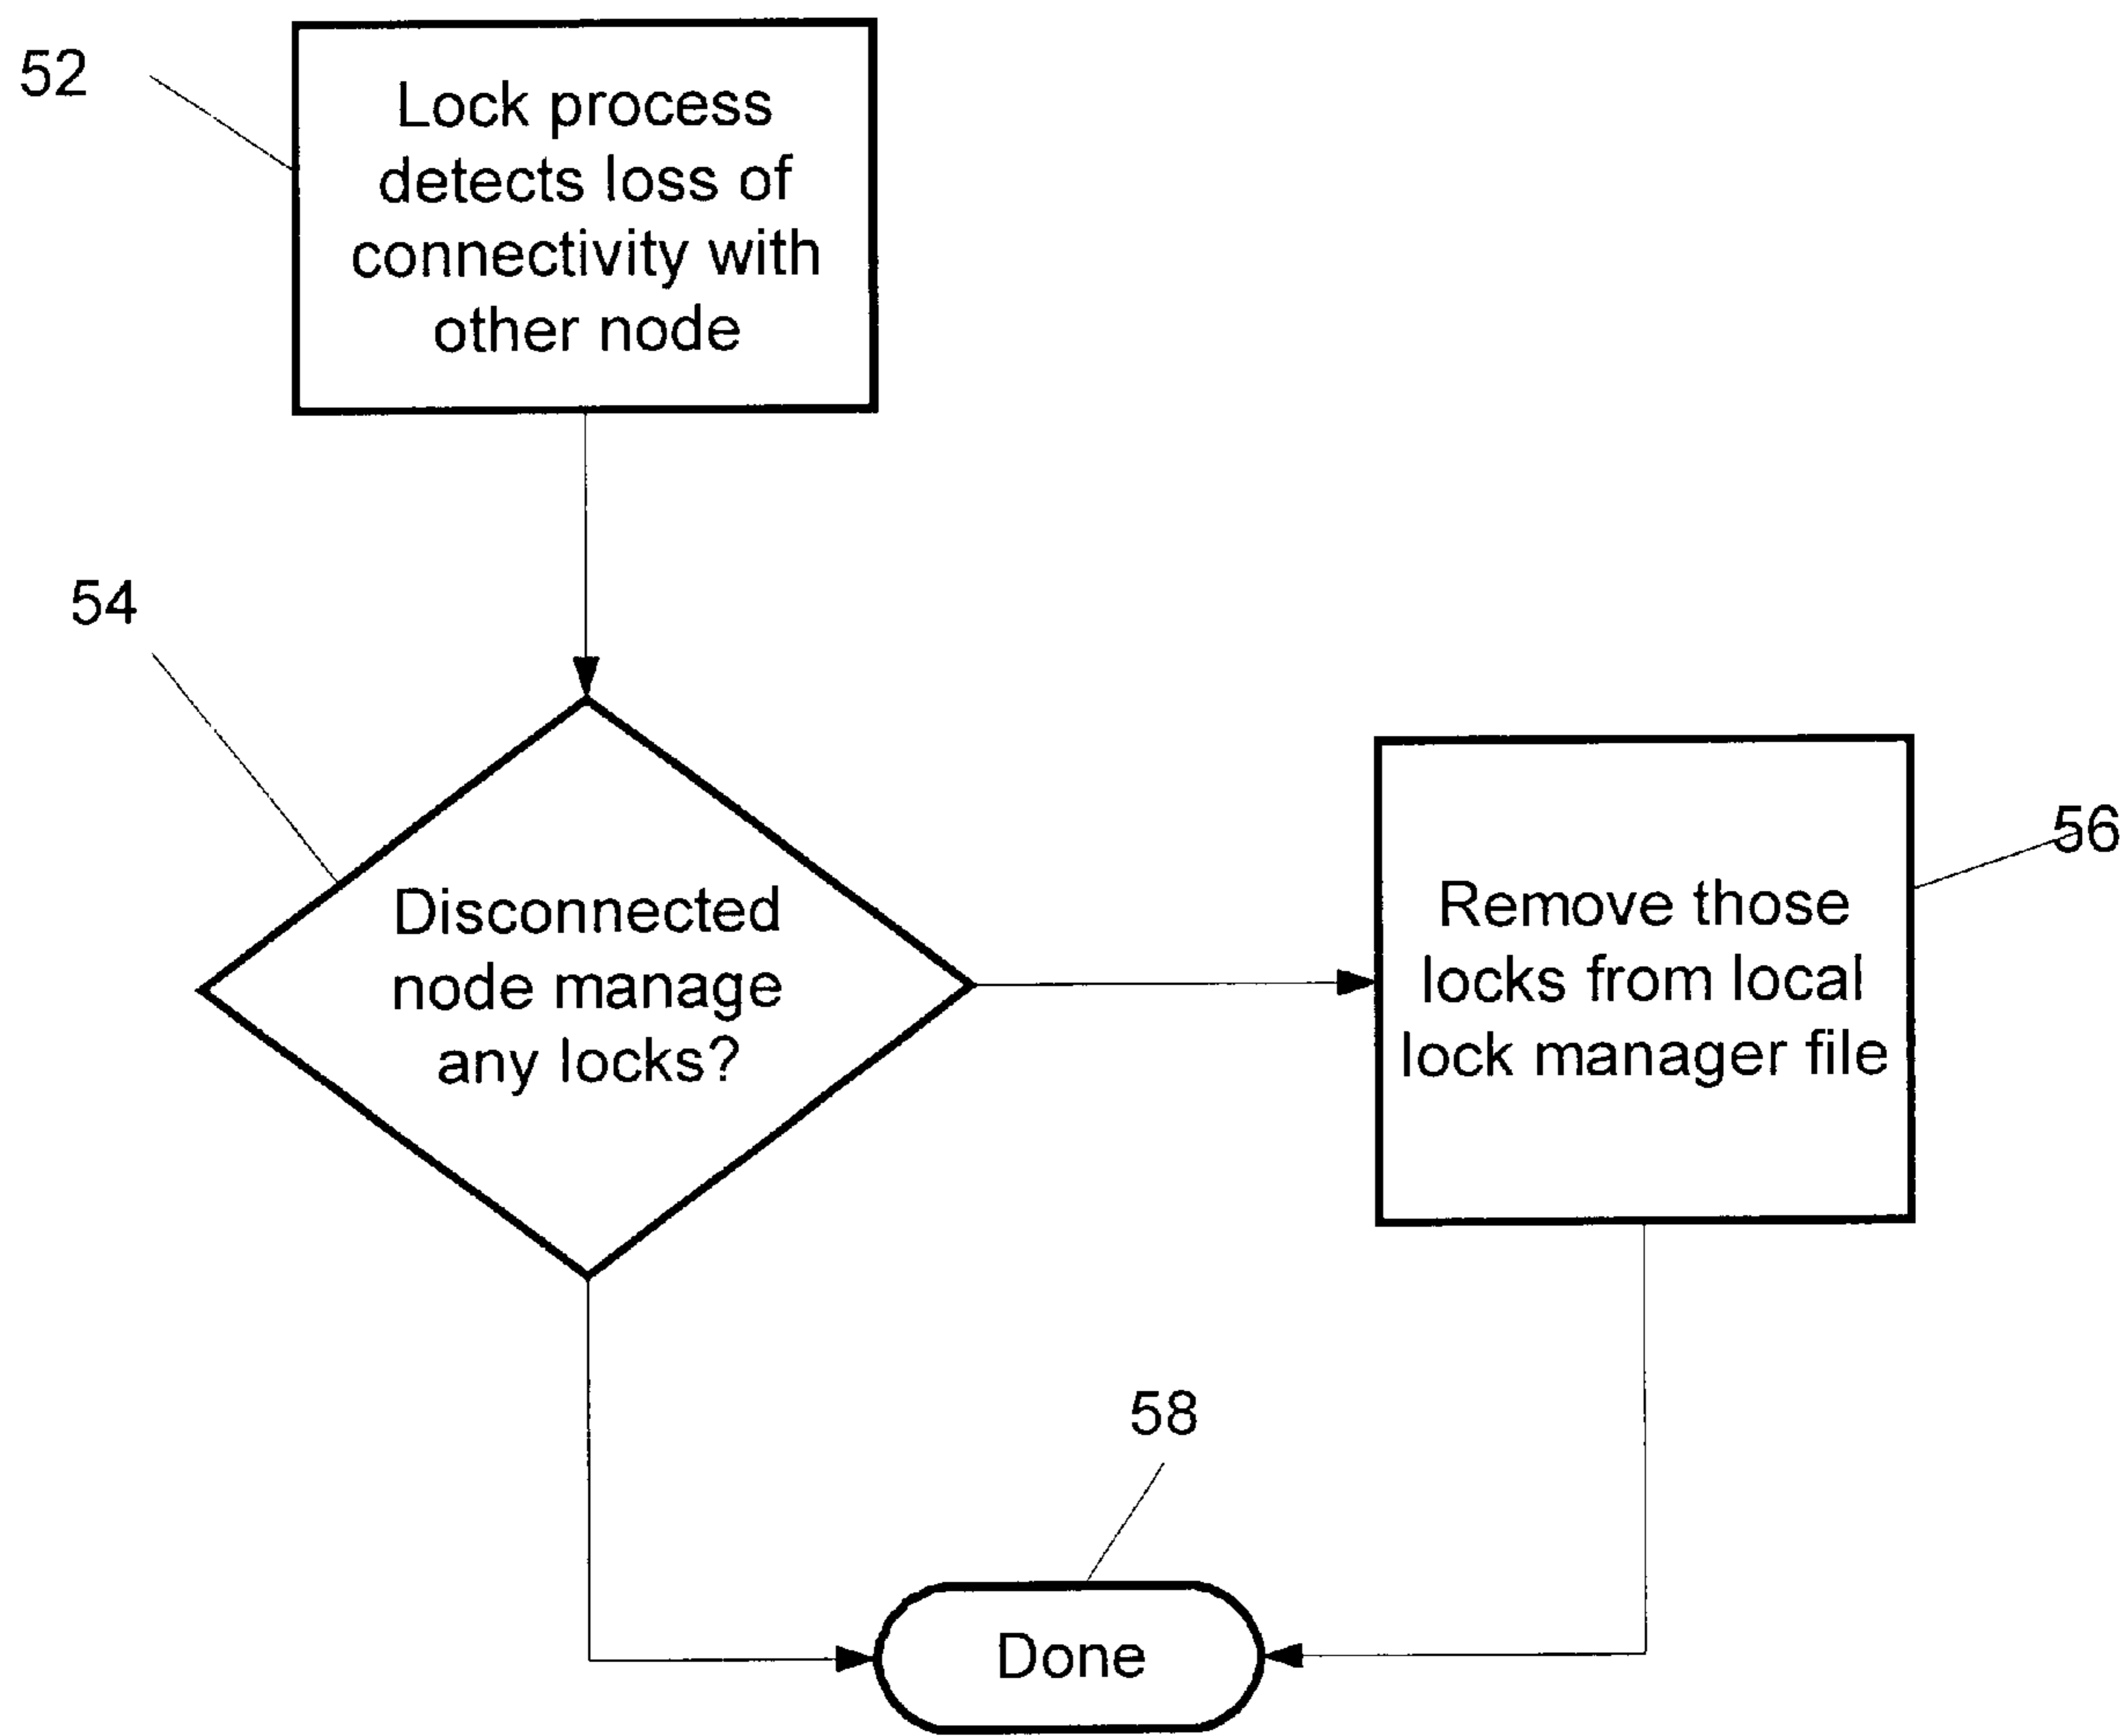 52
Lock process
detects loss of
connectivity with
other node
54
Disconnected
node manage
any locks?
56
Remove those
locks from local
lock manager file
58
Done